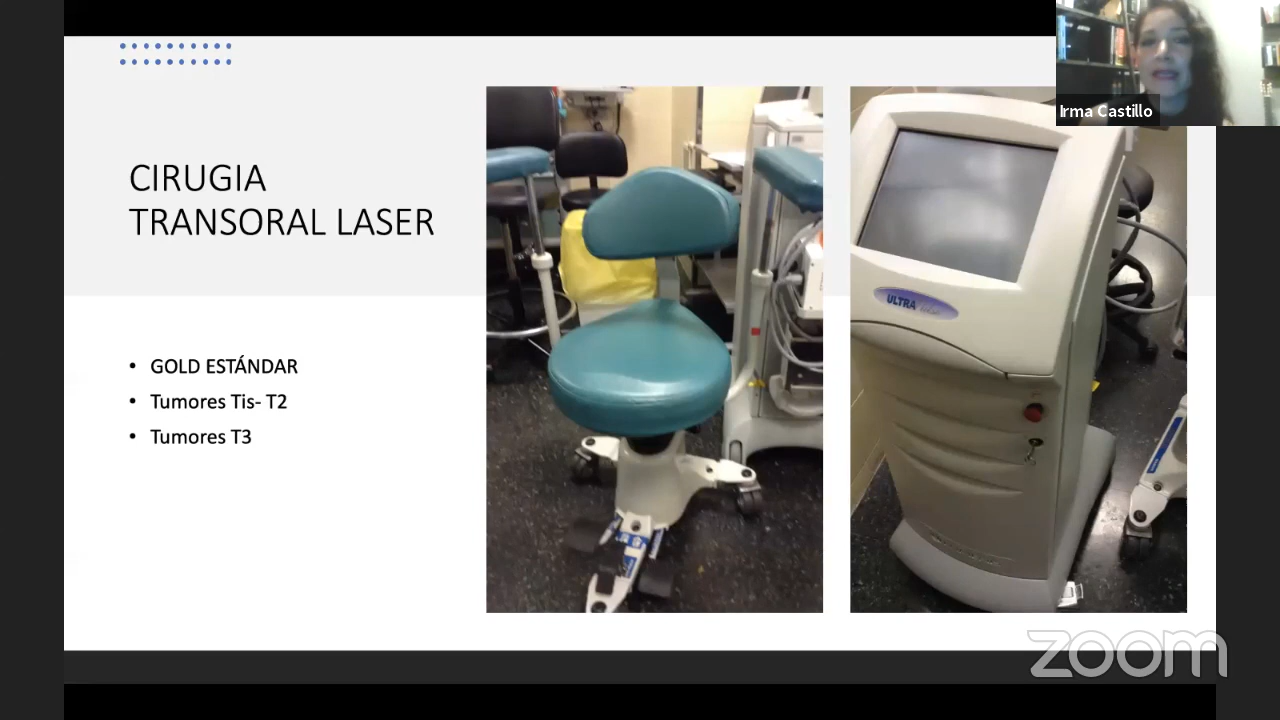 Irma Castillo
CIRUGIA
TRANSORAL LASER
• GOLD ESTÁNDAR
• Tumores Tis- T2
• Tumores T3
ULTRA
zoom